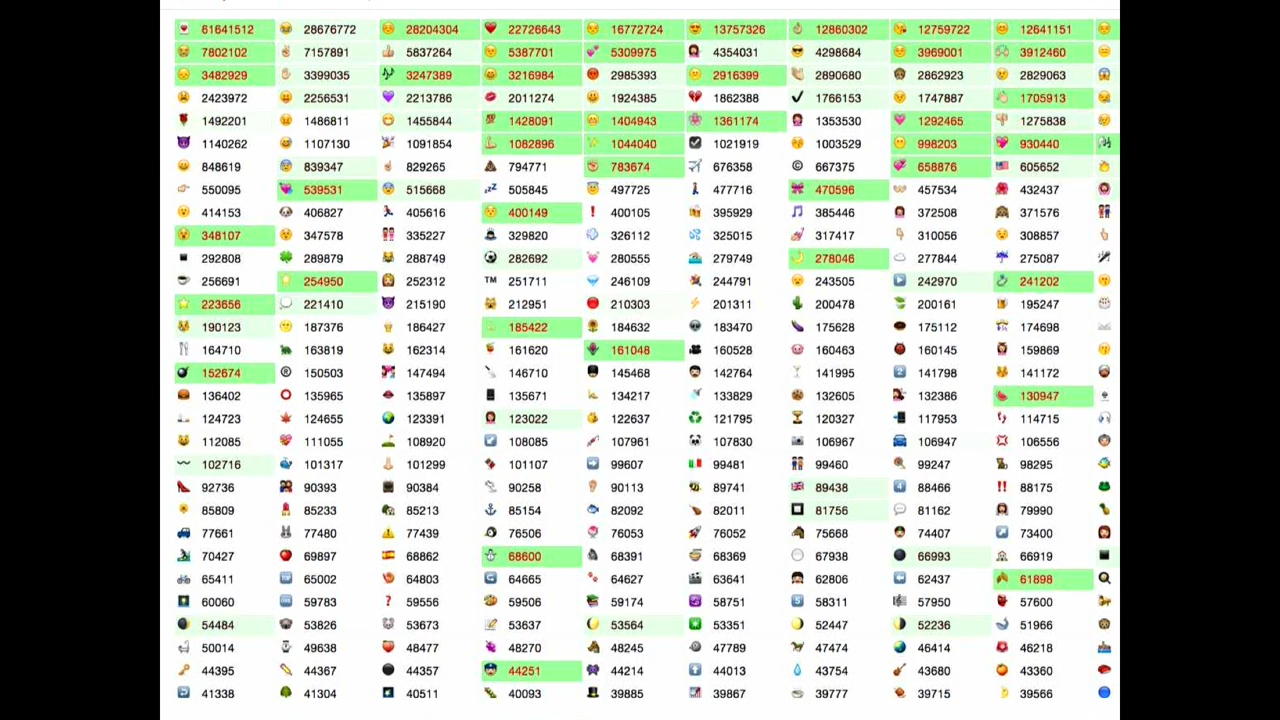 61641512 28676772 28204304 22726643 16772724 13757326 12860302 12759722 12641151
7802102 7157891 5837264 5387701 5309975 4354031 4298684 3969001 3912460
3482929 3399035 3247389 3216984 2985393 2916399 2890680 2862923 2829063
2423972 2256531 2213786 2011274 1924385 1862388 1766153 1747887 1705913
1492201 1486811 1455844 1428091 1404943 1361174 1353530 1292465 1275838
1140262 1107130 1091854 1082896 1044040 1021919 1003529 998203 930440
848619 839347 829265 794771 783674 676358 667375 658876 605652
550095 539531 515668 505845 497725 477716 470596 457534 432437
414153 406827 405616 400149 400105 395929 385446 372508 371576
348107 347578 335227 329820 326112 325015 317417 310056 308857
292808 289879 288749 282692 280555 279749 278046 277844 275087
256691 254950 252312 ™ 251711 246109 244791 243505 242970 241202
223656 221410 215190 212951 210303 201311 200478 200161 195247
190123 187376 186427 185422 184632 183470 175628 175112 174698
164710 163819 162314 161620 161048 160528 160463 160145 159869
152674 ® 150503 147494 146710 145468 142764 141995 141798 141172
136402 135965 135897 135671 134217 133829 132605 132386 130947
124723 124655 123391 123022 122637 121795 120327 117953 114715
112085 111055 108920 108085 107961 107830 106967 106947 106556
102716 101317 101299 101107 99607 99481 99460 99247 98295
92736 90393 90384 90258 90113 89741 89438 88466 88175
85809 85233 85213 85154 82092 82011 81756 81162 79990
77661 77480 77439 76506 76053 76052 75668 74407 73400
70427 69897 68862 68600 68391 68369 67938 66993 66919
65411 65002 64803 64665 64627 63641 62806 62437 61898
60060 59783 59556 59506 59174 58751 58311 57950 57600
54484 53826 53673 53637 53564 53351 52447 52236 51966
50014 49638 48477 48270 48245 47789 47474 46414 46218
44395 44367 44357 44251 44214 44013 43754 43680 43360
41338 41304 40511 40093 39885 39867 39777 39715 39566